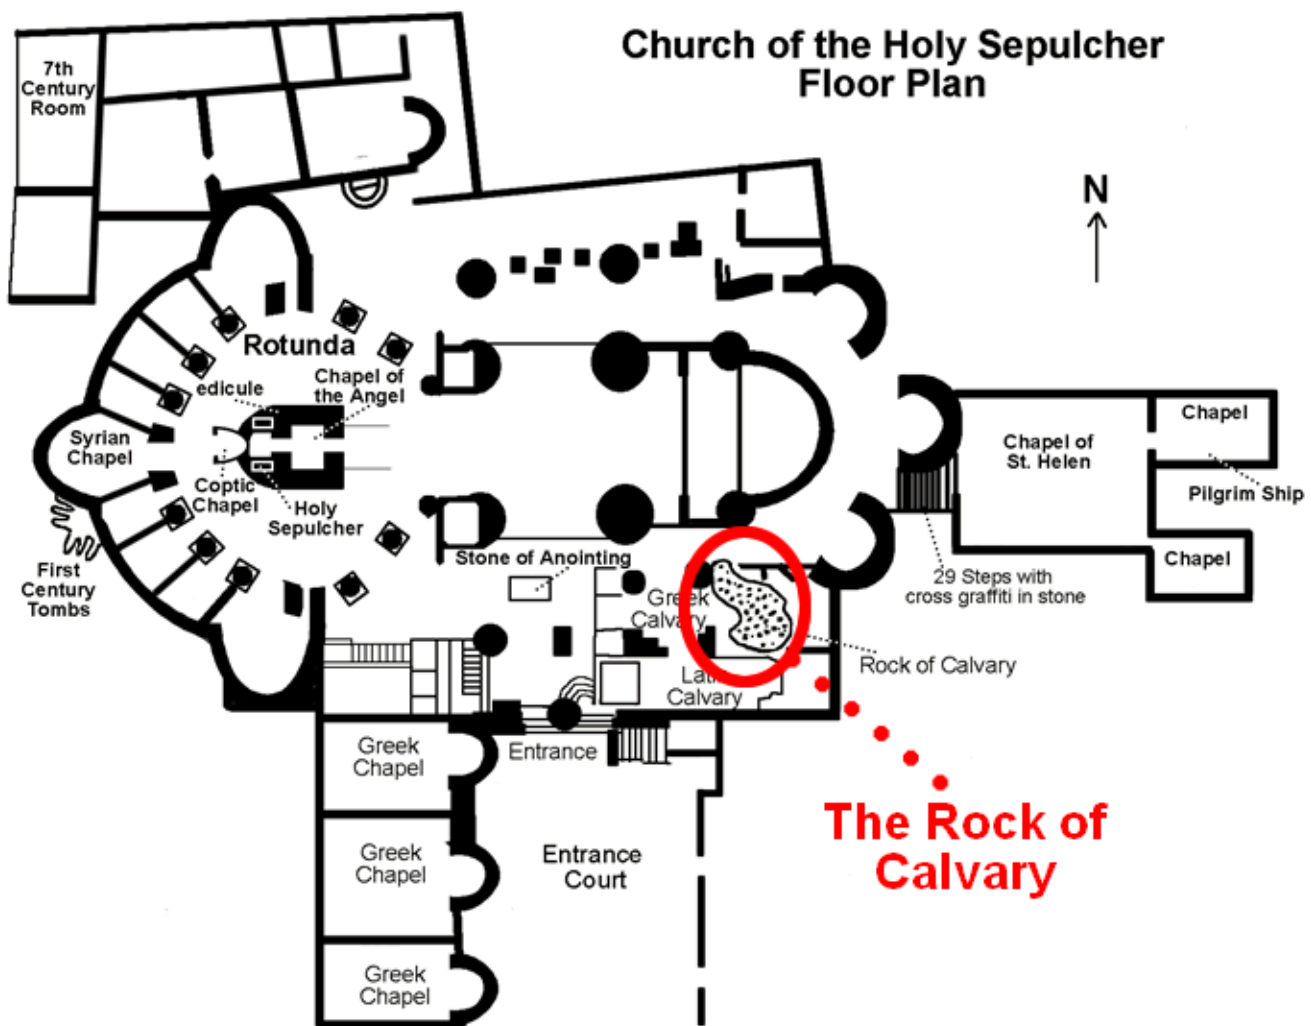 Church of the Holy Sepulcher
Floor Plan
7th
Century
Room
N
Rotunda
edicule
Chapel of
the Angel
Syrian
Chapel
Coptic
Chapel
Holy
Sepulcher
First
Century
Tombs
Stone of Anointing
Greek
Calvary
Latin
Calvary
Rock of Calvary
Chapel of
St. Helen
Chapel
Pilgrim Ship
Chapel
29 Steps with
cross graffiti in stone
Entrance
Greek
Chapel
Greek
Chapel
Greek
Chapel
Entrance
Court
The Rock of
Calvary